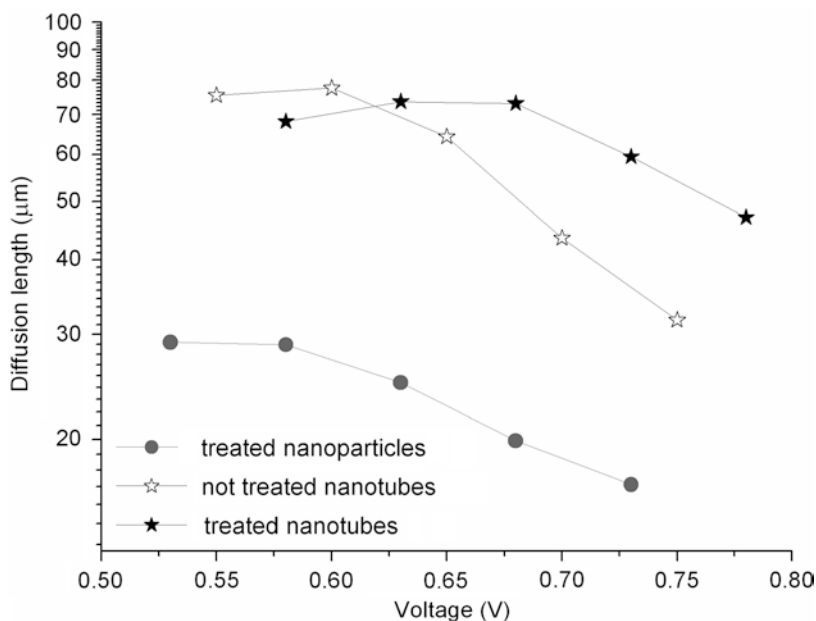 100
90
80
70
60
50
40
30
20
Diffusion length (μm)
treated nanoparticles
not treated nanotubes
treated nanotubes
0.50 0.55 0.60 0.65 0.70 0.75 0.80
Voltage (V)